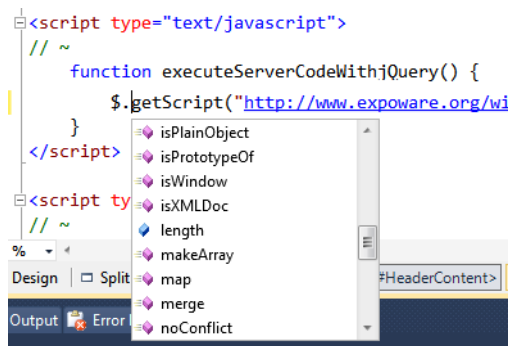 <script type="text/javascript">
// ~
function executeServerCodeWithjQuery() {
$.getScript("http://www.expoware.org/wi
}
</script>
isPlainObject
isPrototypeOf
isWindow
isXMLDoc
length
makeArray
map
merge
noConflict
<script ty
// ~
%
Design Split #HeaderContent>
Output Error